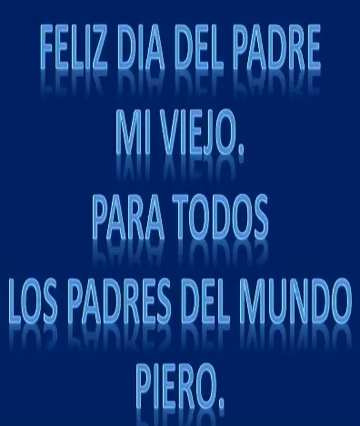 FELIZ DIA DEL PADRE
MI VIEJO.
PARA TODOS
LOS PADRES DEL MUNDO
PIERO.